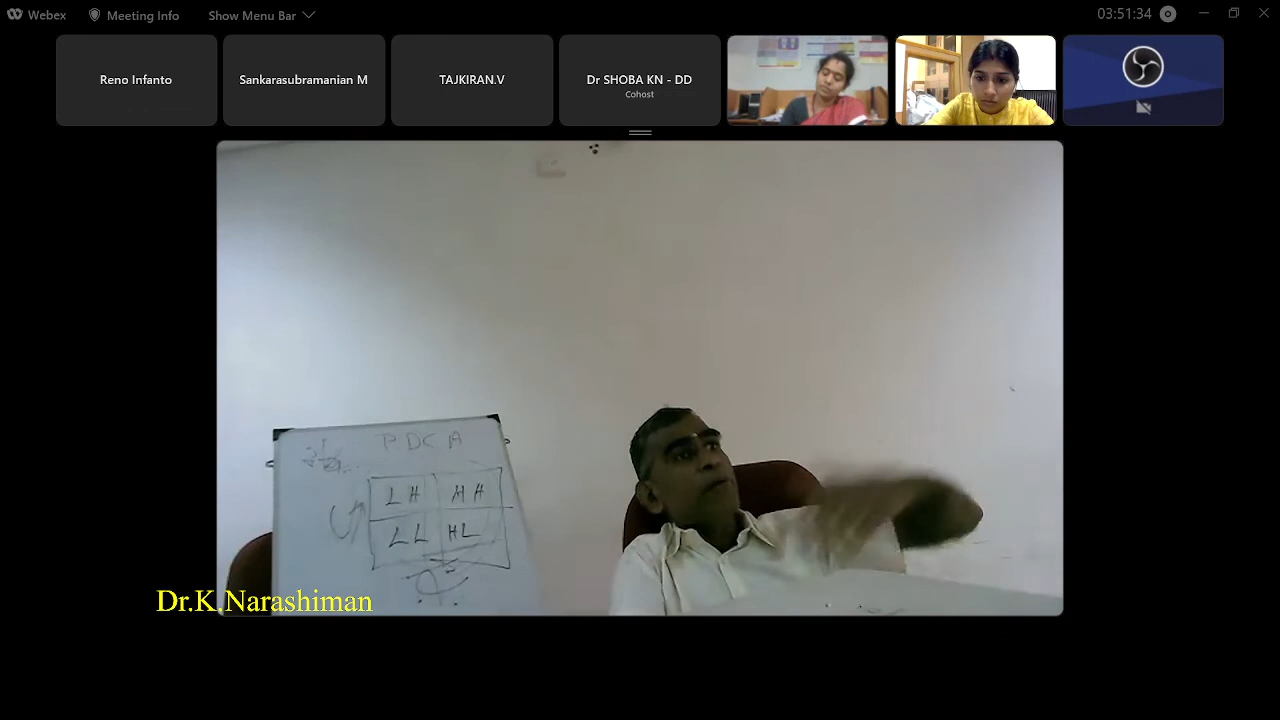 Webex
Meeting Info
Show Menu Bar
03:51:34
Reno Infanto
Sankarasubramanian M
TAJKIRAN.V
Dr SHOBA KN - DD
Cohost
PDCA
LH HH
LL HL
Dr.K.Narashiman